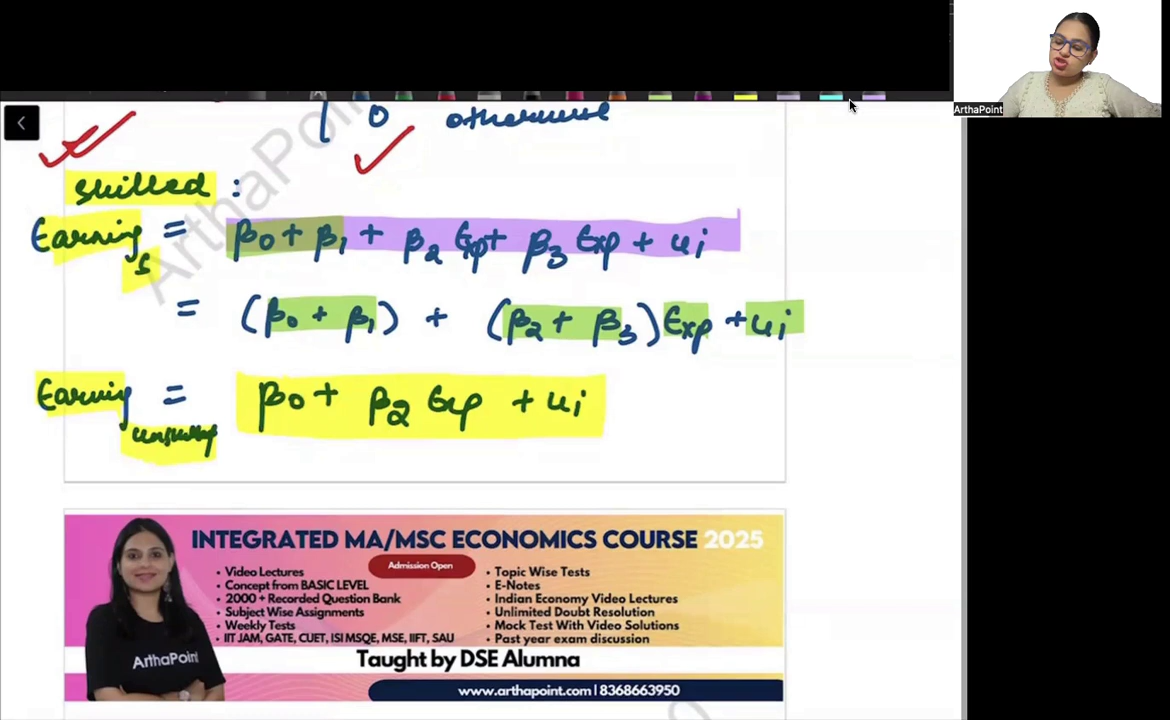 ArthaPoint
0 otherwise
ArthaPoint
Skilled :
Earning s = β0 + β1 + β2 Exp + β3 Exp + ui
= (β0 + β1) + (β2 + β3) Exp + ui
Earning = β0 + β2 Exp + ui
INTEGRATED MA/MSC ECONOMICS COURSE 2025
Admission Open
• Video Lectures
• Concept from BASIC LEVEL
• 2000 + Recorded Question Bank
• Subject Wise Assignments
• Weekly Tests
• IIT JAM, GATE, CUET, ISI MSQE, MSE, IIFT, SAU
• Topic Wise Tests
• E-Notes
• Indian Economy Video Lectures
• Unlimited Doubt Resolution
• Mock Test With Video Solutions
• Past year exam discussion
ArthaPoint
Taught by DSE Alumna
www.arthapoint.com | 8368663950